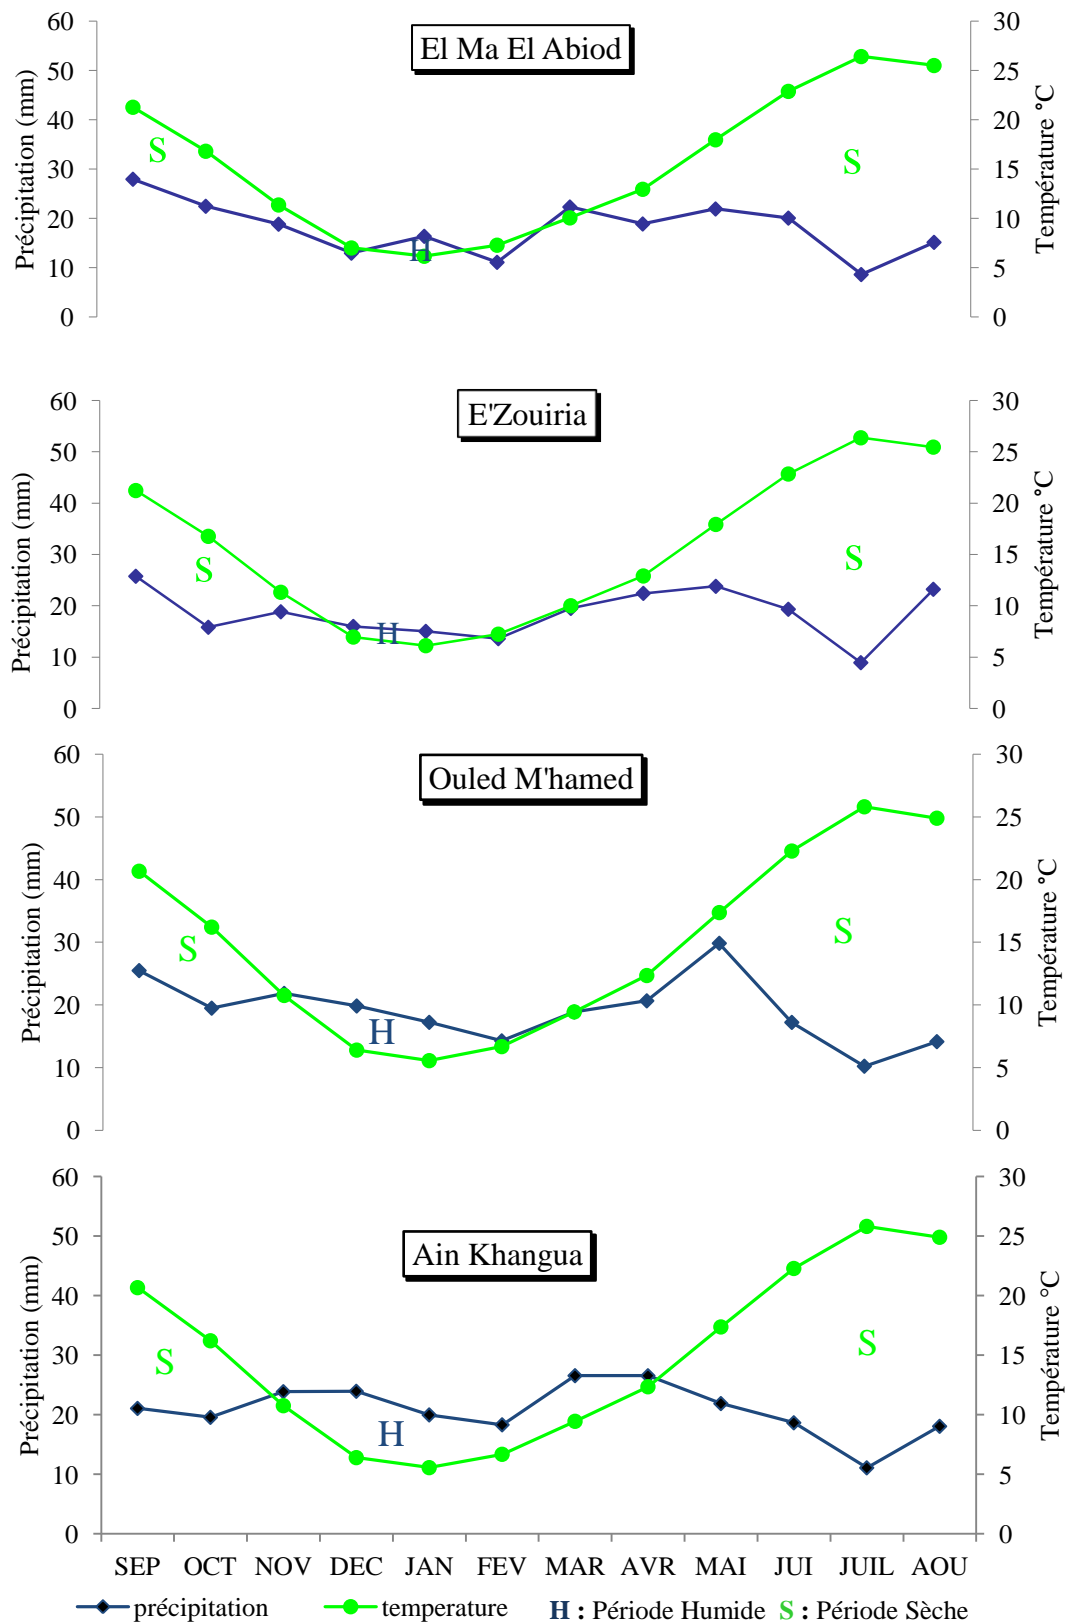 El Ma El Abiod
Précipitation (mm)
60
50
40
30
20
10
0
S
H
S
30
25
20
15
10
5
0
Température °C
E'Zouiria
Précipitation (mm)
60
50
40
30
20
10
0
S
H
S
30
25
20
15
10
5
0
Température °C
Ouled M'hamed
Précipitation (mm)
60
50
40
30
20
10
0
S
H
S
30
25
20
15
10
5
0
Température °C
Ain Khangua
Précipitation (mm)
60
50
40
30
20
10
0
S
H
S
30
25
20
15
10
5
0
Température °C
SEP OCT NOV DEC JAN FEV MAR AVR MAI JUI JUIL AOU
précipitation temperature H : Période Humide S : Période Sèche